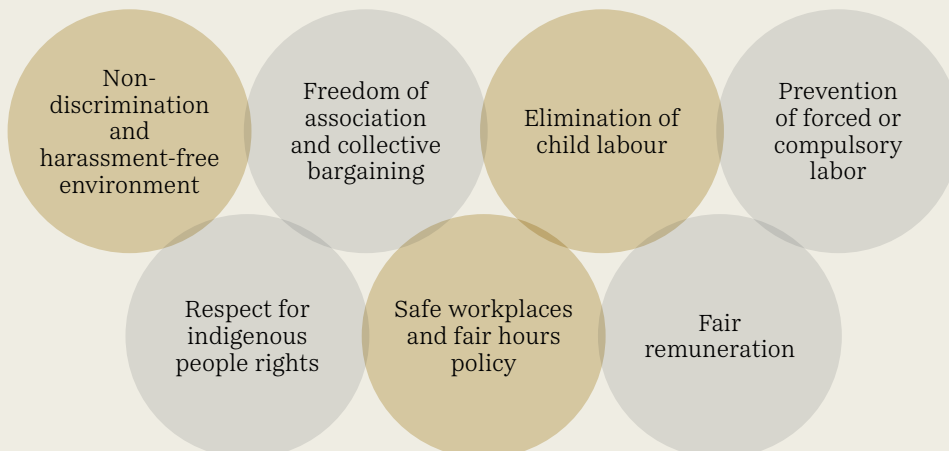 Non-
discrimination
and
harassment-free
environment
Freedom of
association
and collective
bargaining
Elimination of
child labour
Prevention
of forced or
compulsory
labor
Respect for
indigenous
people rights
Safe workplaces
and fair hours
policy
Fair
remuneration